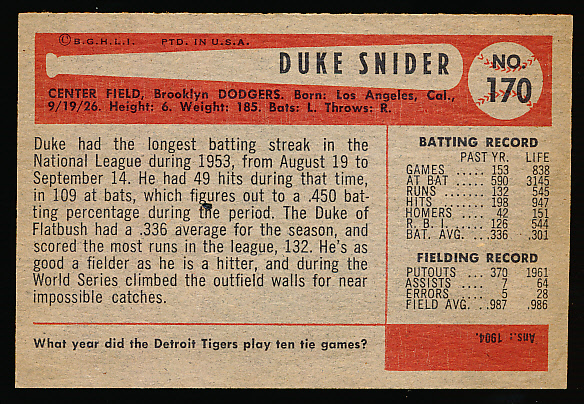 © B.G.H.L.I. PTD. IN U.S.A.
DUKE SNIDER
NO.
170
CENTER FIELD, Brooklyn DODGERS. Born: Los Angeles, Cal.,
9/19/26. Height: 6. Weight: 185. Bats: L. Throws: R.
Duke had the longest batting streak in the
National League during 1953, from August 19 to
September 14. He had 49 hits during that time,
in 109 at bats, which figures out to a .450 bat-
ting percentage during the period. The Duke of
Flatbush had a .336 average for the season, and
scored the most runs in the league, 132. He's as
good a fielder as he is a hitter, and during the
World Series climbed the outfield walls for near
impossible catches.
BATTING RECORD
PAST YR. LIFE
GAMES .... 153 838
AT BAT .... 590 3145
RUNS ..... 132 545
HITS ...... 198 947
HOMERS .. 42 151
R. B. I. ..... 126 544
BAT. AVG. . .336 .301
FIELDING RECORD
PUTOUTS .. 370 1961
ASSISTS .... 7 64
ERRORS .... 5 28
FIELD AVG. . .987 .986
What year did the Detroit Tigers play ten tie games?
Ans.: 1904.